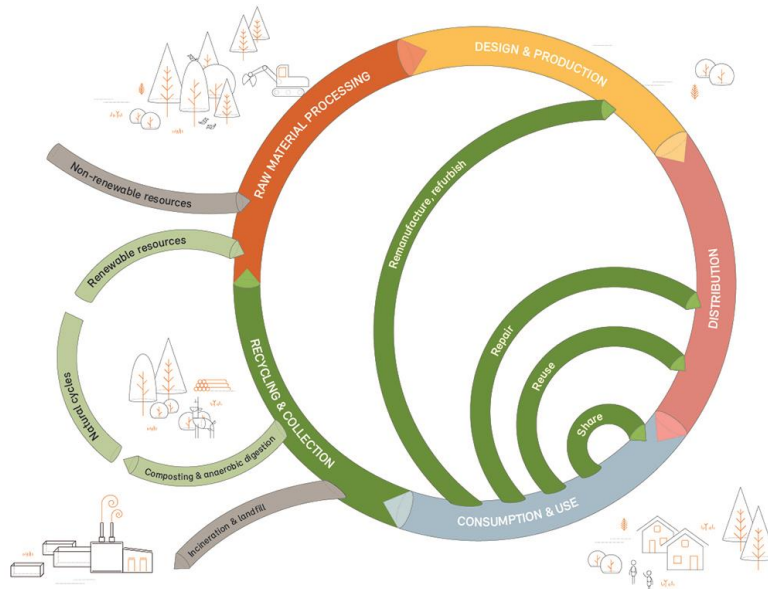 DESIGN & PRODUCTION
RAW MATERIAL PROCESSING
Non-renewable resources
Remanufacture, refurbish
Renewable resources
DISTRIBUTION
Repair
Reuse
RECYCLING & COLLECTION
Natural cycles
Share
Composting & anaerobic digestion
CONSUMPTION & USE
Incineration & landfill